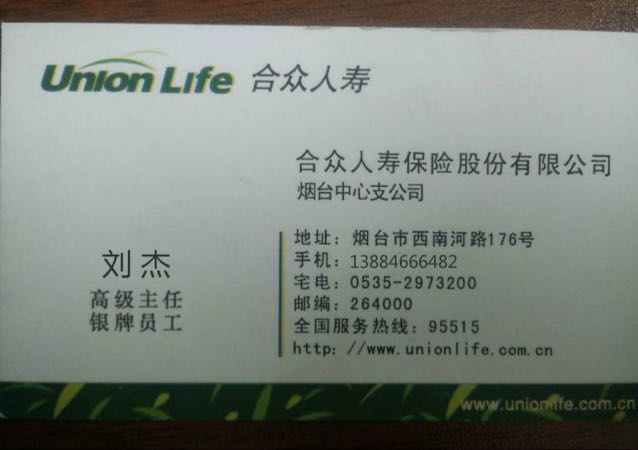 Union Life 合众人寿
合众人寿保险股份有限公司
烟台中心支公司
刘杰
高级主任
银牌员工
地址：烟台市西南河路176号
手机：13884666482
宅电：0535-2973200
邮编：264000
全国服务热线：95515
http：//www.unionlife.com.cn
www.unionlife.com.cn